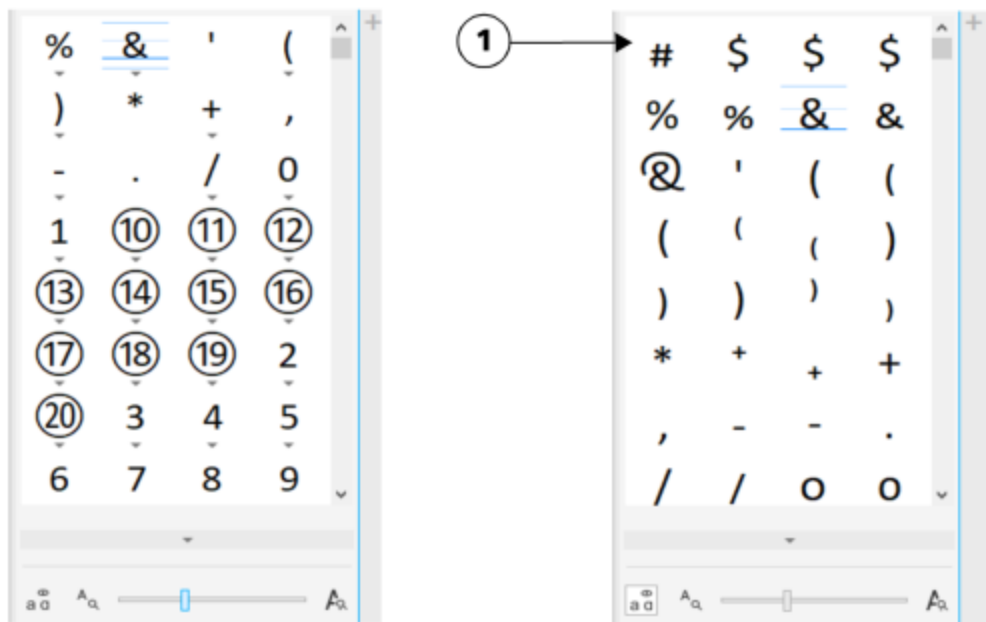 % & ' (
) * + ,
- . / 0
1 ⑩ ⑪ ⑫
⑬ ⑭ ⑮ ⑯
⑰ ⑱ ⑲ 2
⑳ 3 4 5
6 7 8 9
a a A A
1
# $ $ $
% % & &
& ' ( (
( ( ( )
) ) ) )
* + + +
, - - .
/ / o o
a a A A